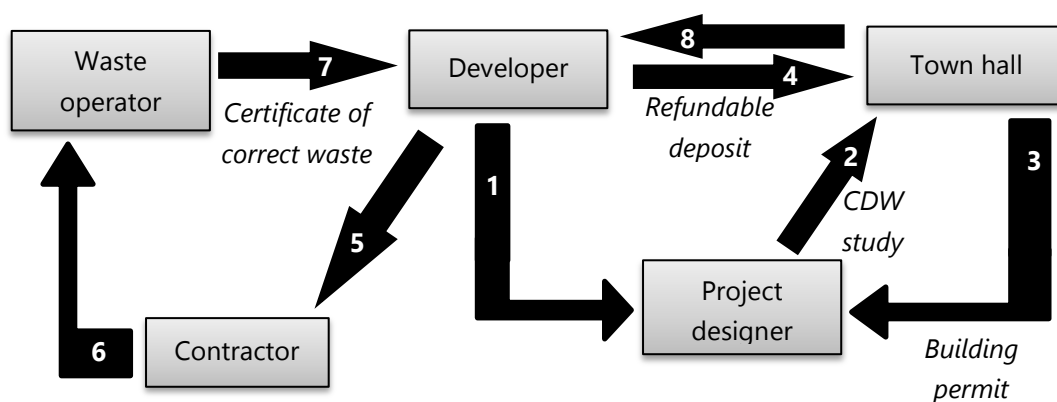 Waste
operator
7
Certificate of
correct waste
Developer
8
4
Refundable
deposit
Town hall
1
2
CDW
study
3
5
Project
designer
Building
permit
6
Contractor